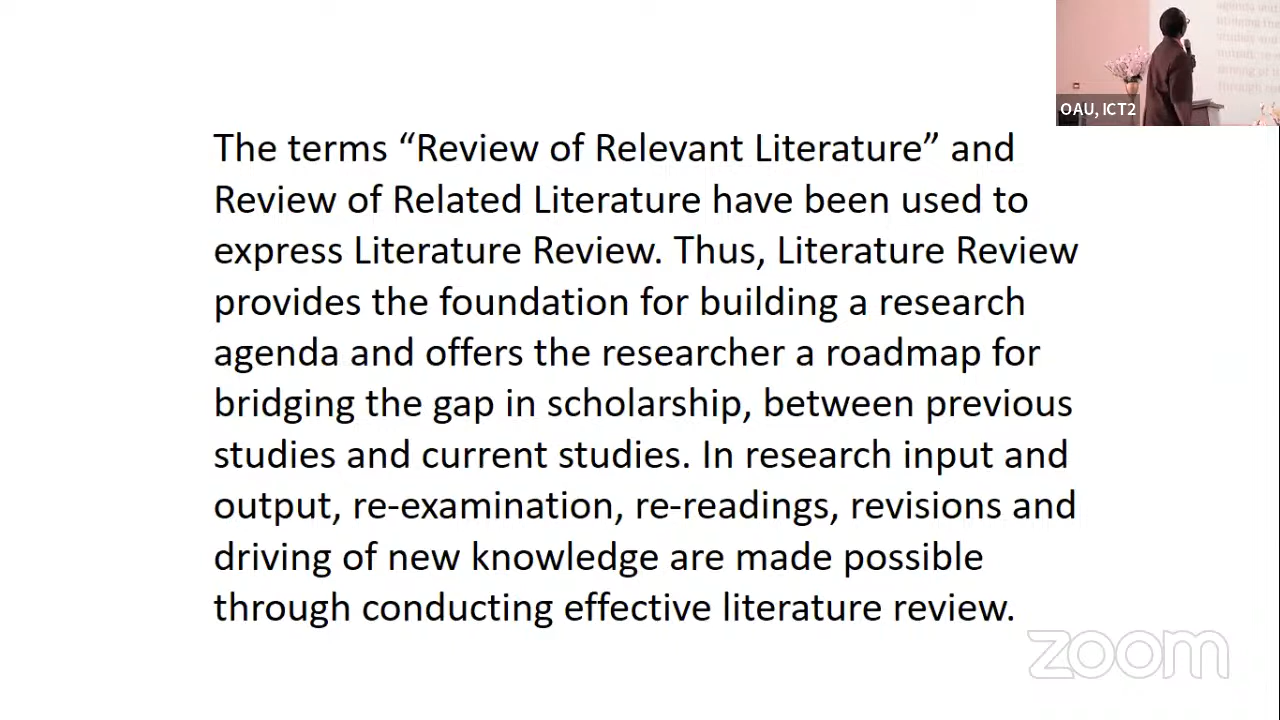 OAU, ICT2
The terms “Review of Relevant Literature” and
Review of Related Literature have been used to
express Literature Review. Thus, Literature Review
provides the foundation for building a research
agenda and offers the researcher a roadmap for
bridging the gap in scholarship, between previous
studies and current studies. In research input and
output, re-examination, re-readings, revisions and
driving of new knowledge are made possible
through conducting effective literature review.
zoom